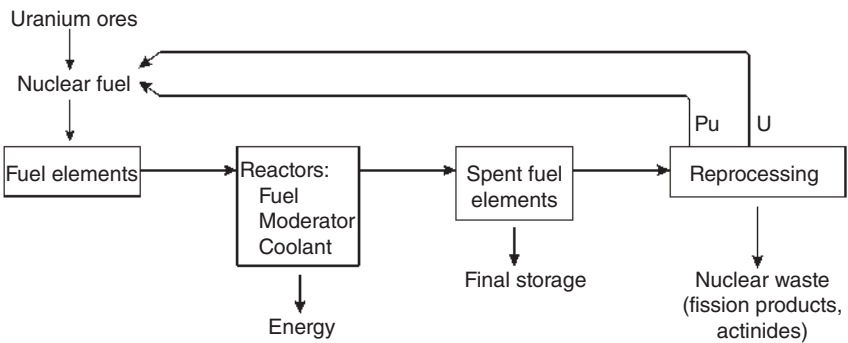 Uranium ores
Nuclear fuel
Pu
U
Fuel elements
Reactors:
Fuel
Moderator
Coolant
Spent fuel
elements
Reprocessing
Final storage
Energy
Nuclear waste
(fission products,
actinides)